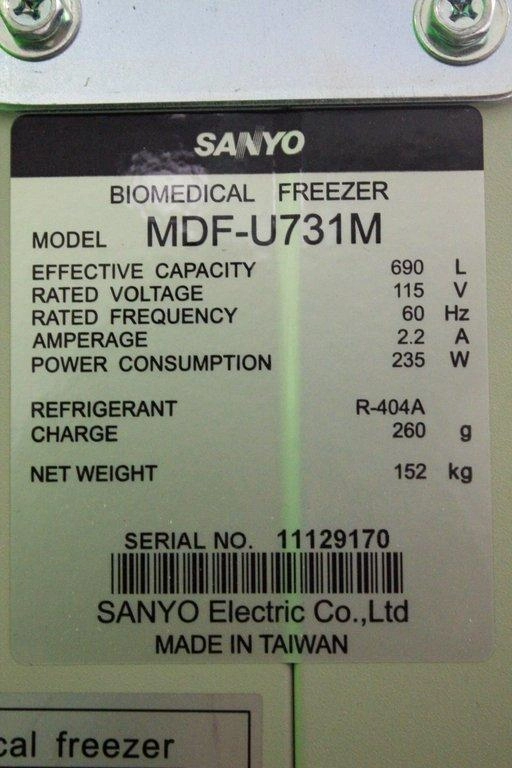 SANYO
BIOMEDICAL FREEZER
MODEL MDF-U731M
EFFECTIVE CAPACITY 690 L
RATED VOLTAGE 115 V
RATED FREQUENCY 60 Hz
AMPERAGE 2.2 A
POWER CONSUMPTION 235 W
REFRIGERANT R-404A
CHARGE 260 g
NET WEIGHT 152 kg
SERIAL NO. 11129170
SANYO Electric Co.,Ltd
MADE IN TAIWAN
cal freezer